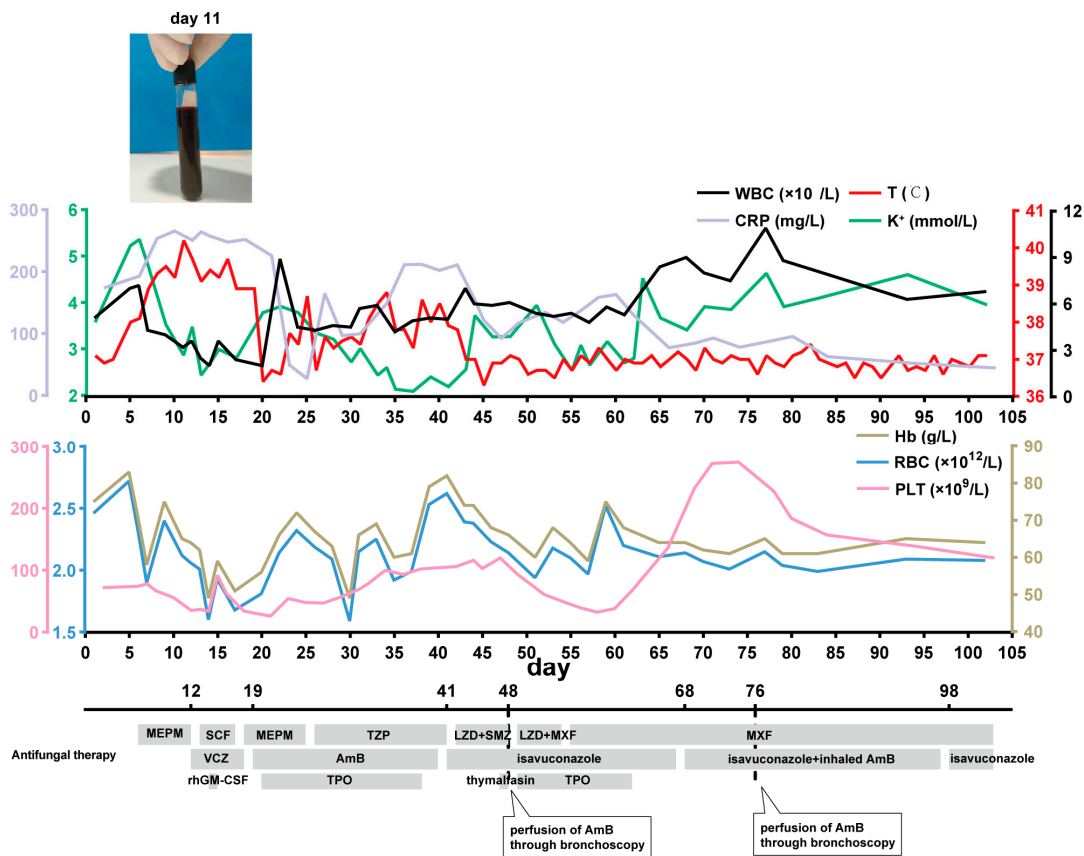 day 11
WBC (×10 /L)
T (C)
CRP (mg/L)
K⁺ (mmol/L)
300
200
100
0
6
5
4
3
2
41
40
39
38
37
36
12
9
6
3
0
0 5 10 15 20 25 30 35 40 45 50 55 60 65 70 75 80 85 90 95 100 105
Hb (g/L)
RBC (×10¹²/L)
PLT (×10⁹/L)
300
200
100
0
3.0
2.5
2.0
1.5
90
80
70
60
50
40
0 5 10 15 20 25 30 35 40 45 50 55 60 65 70 75 80 85 90 95 100 105
day
12 19 41 48 68 76 98
MEPM SCF MEPM TZP LZD+SMZ LZD+MXF MXF
Antifungal therapy VCZ AmB isavuconazole isavuconazole+inhaled AmB isavuconazole
rhGM-CSF TPO thymalfasin TPO
perfusion of AmB
through bronchoscopy
perfusion of AmB
through bronchoscopy